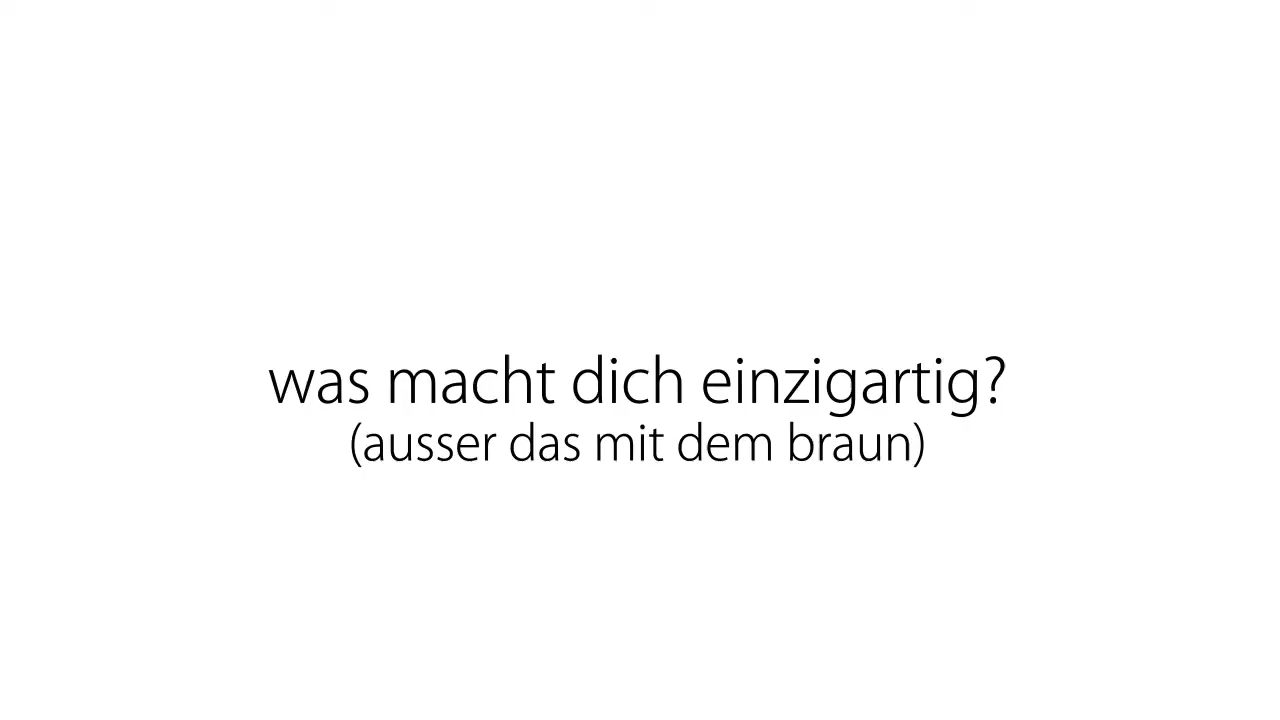 was macht dich einzigartig?
(ausser das mit dem braun)